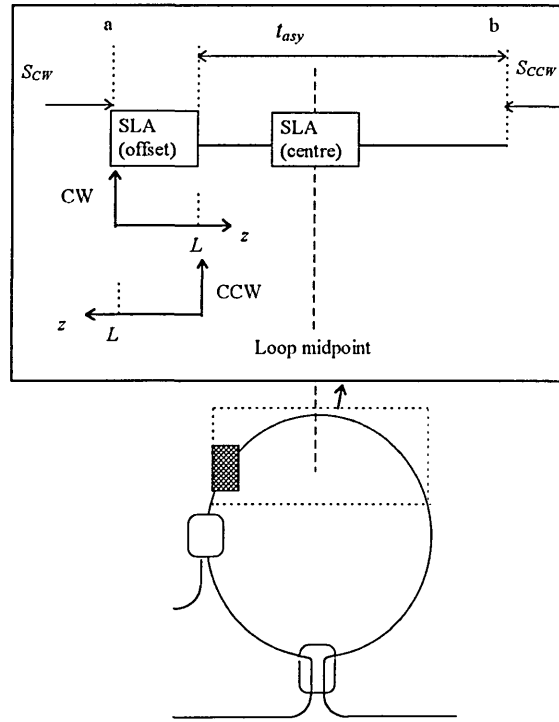 a
t_asy
b
S_CW
S_CCW
SLA
(offset)
SLA
(centre)
CW
L
z
CCW
z
L
Loop midpoint